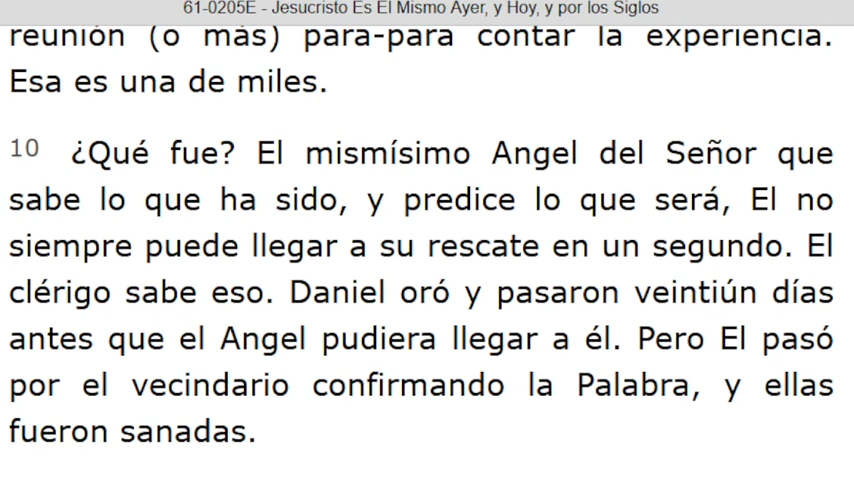 61-0205E - Jesucristo Es El Mismo Ayer, y Hoy, y por los Siglos
reunión (o más) para-para contar la experiencia.
Esa es una de miles.
10 ¿Qué fue? El mismísimo Angel del Señor que
sabe lo que ha sido, y predice lo que será, El no
siempre puede llegar a su rescate en un segundo. El
clérigo sabe eso. Daniel oró y pasaron veintiún días
antes que el Angel pudiera llegar a él. Pero El pasó
por el vecindario confirmando la Palabra, y ellas
fueron sanadas.